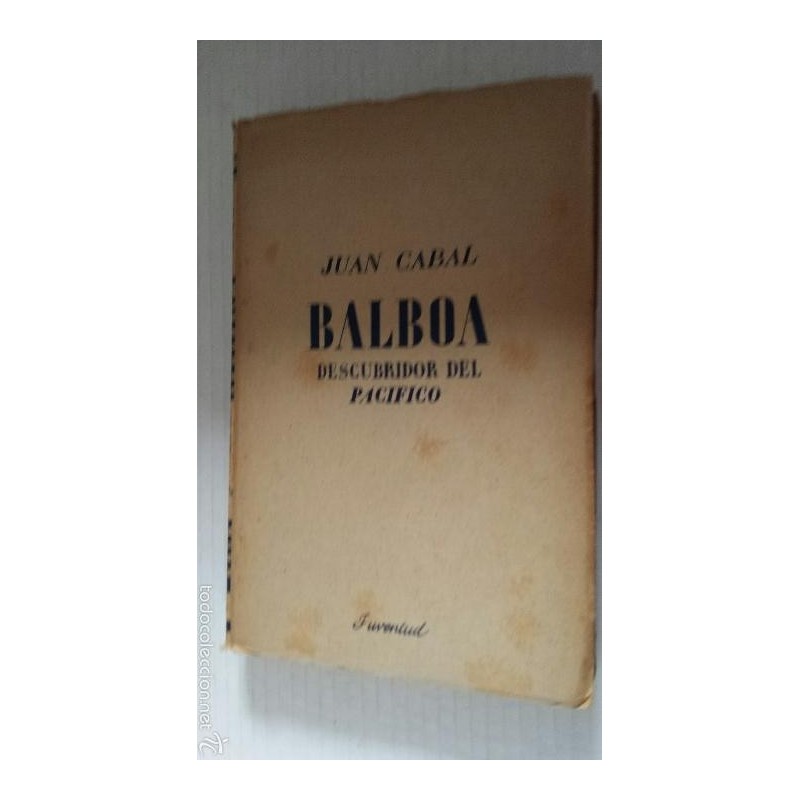 JUAN CABAL
BALBOA
DESCUBRIDOR DEL
PACIFICO
Juventud
todocoleccion.net